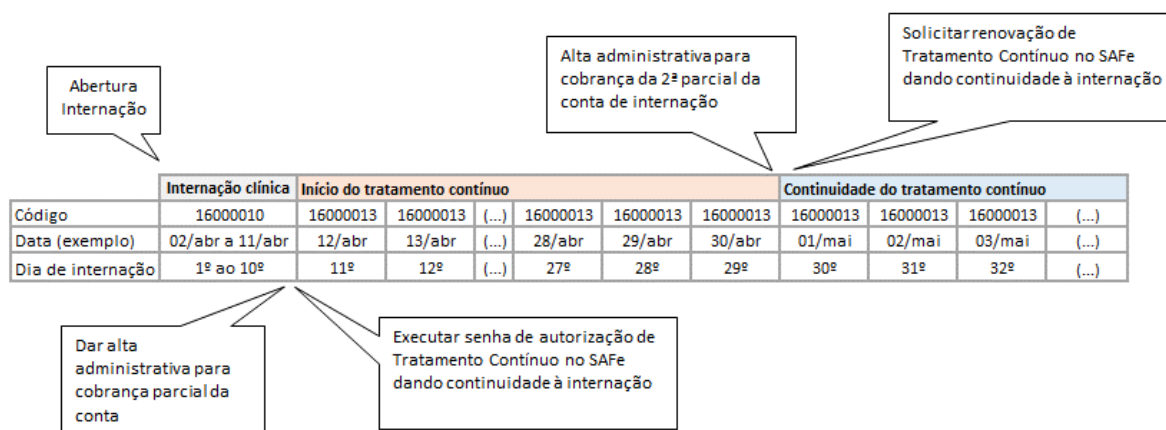 Solicitar renovação de
Tratamento Contínuo no SAFe
dando continuidade à internação
Alta administrativa para
cobrança da 2ª parcial da
conta de internação
Abertura
Internação
Internação clínica Início do tratamento contínuo Continuidade do tratamento contínuo
Código 16000010 16000013 16000013 (...) 16000013 16000013 16000013 16000013 16000013 16000013 (...)
Data (exemplo) 02/abr a 11/abr 12/abr 13/abr (...) 28/abr 29/abr 30/abr 01/mai 02/mai 03/mai (...)
Dia de internação 1º ao 10º 11º 12º (...) 27º 28º 29º 30º 31º 32º (...)
Dar alta
administrativa para
cobrança parcial da
conta
Executar senha de autorização de
Tratamento Contínuo no SAFe
dando continuidade à internação